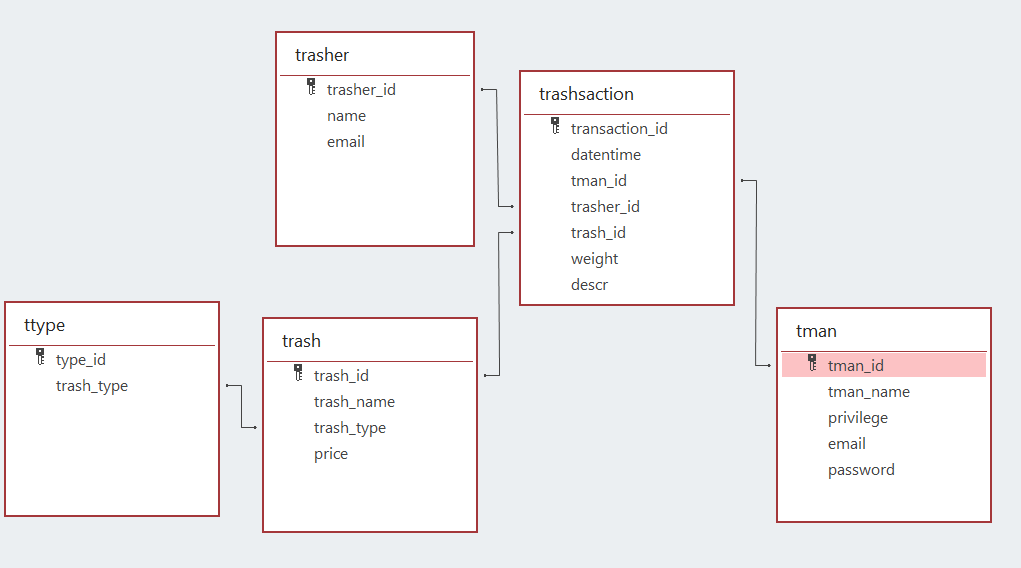 trasher
trasher_id
name
email
trashsaction
transaction_id
datentime
tman_id
trasher_id
trash_id
weight
descr
ttype
type_id
trash_type
trash
trash_id
trash_name
trash_type
price
tman
tman_id
tman_name
privilege
email
password